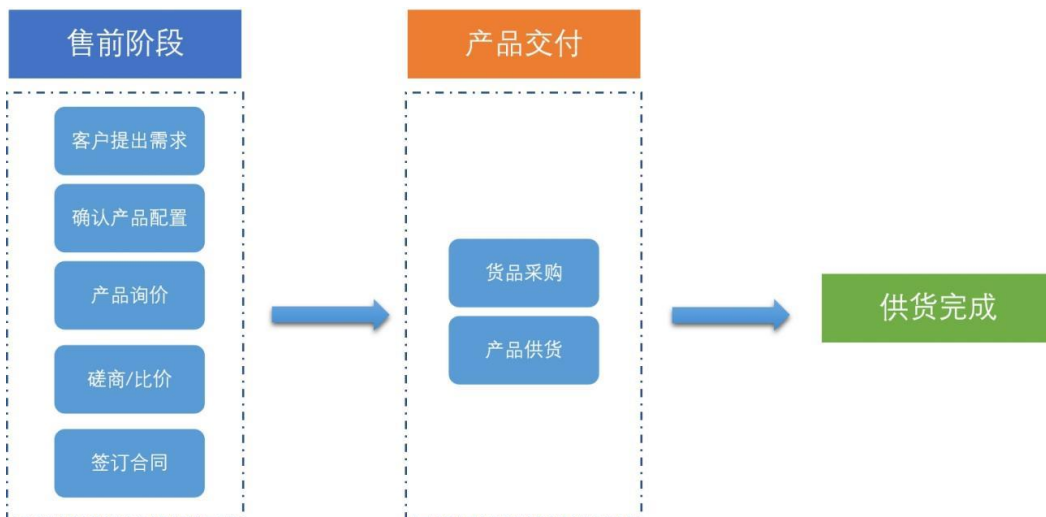 售前阶段
客户提出需求
确认产品配置
产品询价
磋商/比价
签订合同
产品交付
货品采购
产品供货
供货完成